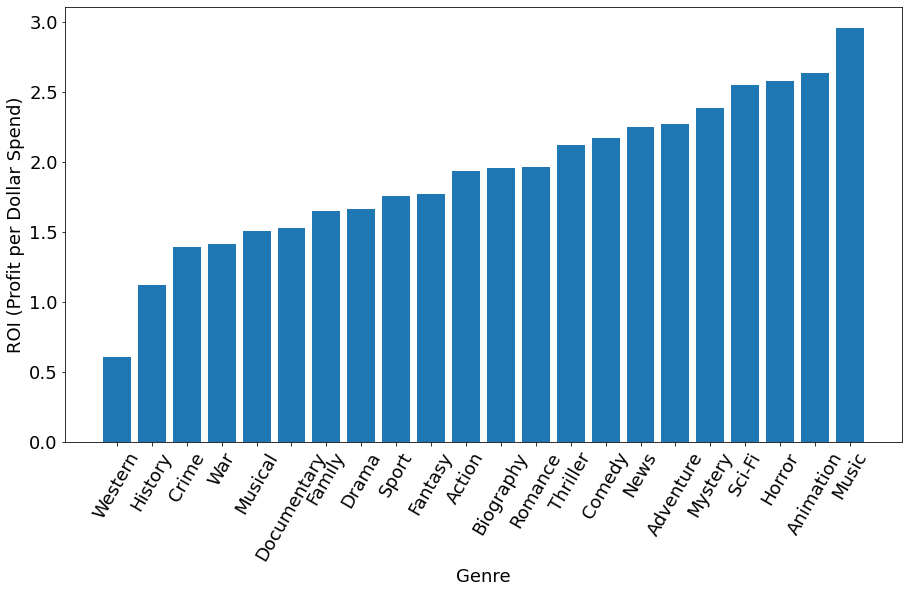 ROI (Profit per Dollar Spend)
3.0
2.5
2.0
1.5
1.0
0.5
0.0
Western
History
Crime
War
Musical
Documentary
Family
Drama
Sport
Fantasy
Action
Biography
Romance
Thriller
Comedy
News
Adventure
Mystery
Sci-Fi
Horror
Animation
Music
Genre